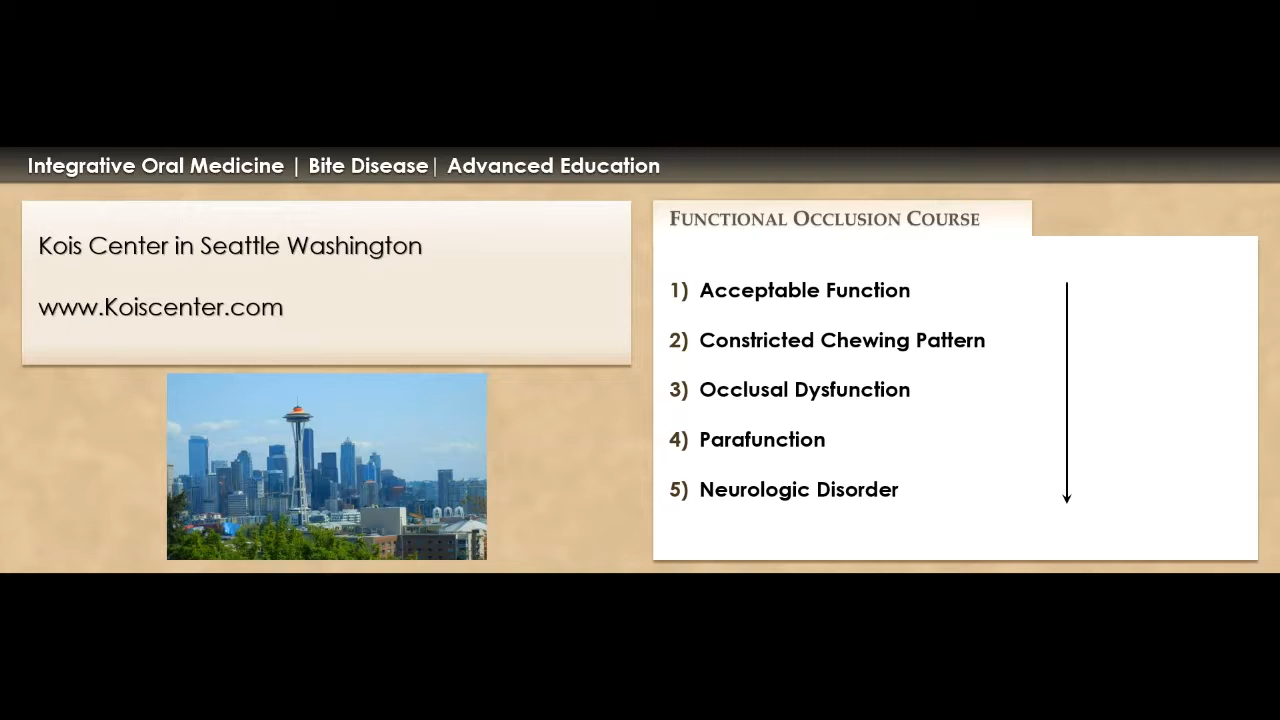 Integrative Oral Medicine | Bite Disease| Advanced Education
Kois Center in Seattle Washington
www.Koiscenter.com
FUNCTIONAL OCCLUSION COURSE
1) Acceptable Function
2) Constricted Chewing Pattern
3) Occlusal Dysfunction
4) Parafunction
5) Neurologic Disorder